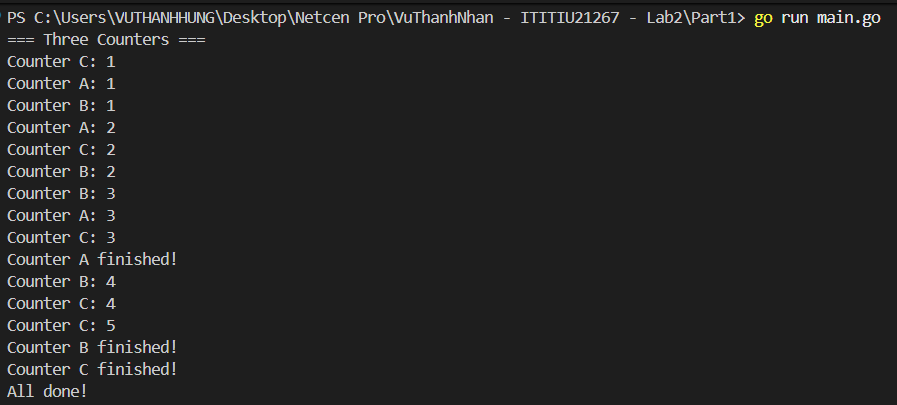 PS C:\Users\VUTHANHHUNG\Desktop\Netcen Pro\VuThanhNhan - ITITIU21267 - Lab2\Part1> go run main.go
=== Three Counters ===
Counter C: 1
Counter A: 1
Counter B: 1
Counter A: 2
Counter C: 2
Counter B: 2
Counter B: 3
Counter A: 3
Counter C: 3
Counter A finished!
Counter B: 4
Counter C: 4
Counter C: 5
Counter B finished!
Counter C finished!
All done!